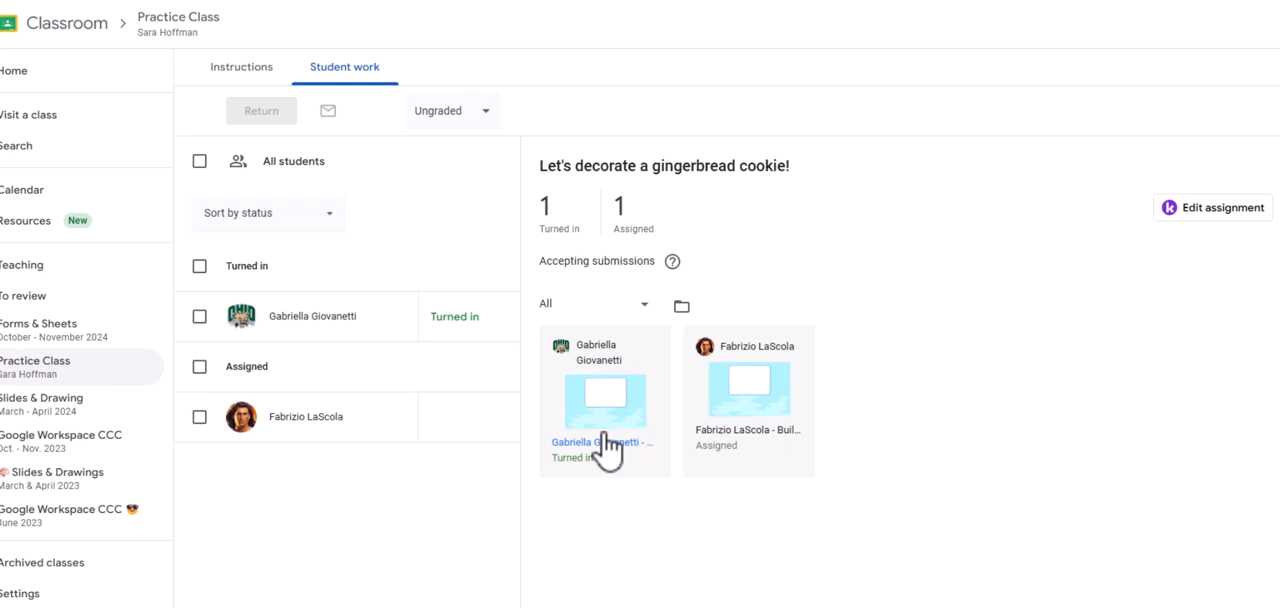 Classroom > Practice Class
Sara Hoffman
Home
Visit a class
Search
Calendar
Resources New
Teaching
To review
Forms & Sheets
October - November 2024
Practice Class
Sara Hoffman
Slides & Drawing
March - April 2024
Google Workspace CCC
Oct. - Nov. 2023
Slides & Drawings
March & April 2023
Google Workspace CCC
June 2023
Archived classes
Settings
Instructions
Student work
Return
Ungraded
All students
Sort by status
Turned in
Gabriella Giovanetti
Turned in
Assigned
Fabrizio LaScola
Let's decorate a gingerbread cookie!
1
Turned in
1
Assigned
k Edit assignment
Accepting submissions ?
All
OHIO
Gabriella
Giovanetti
Turned in
Fabrizio LaScola
Fabrizio LaScola - Buil...
Assigned